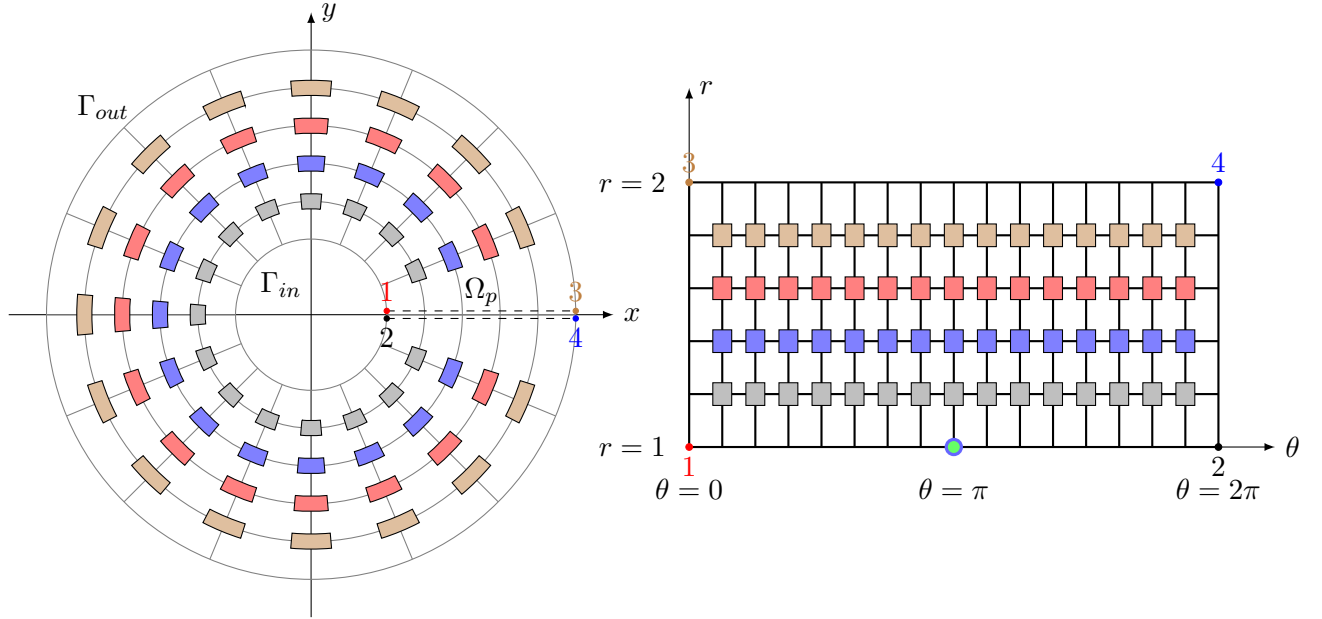 y
Γout
Γin
Ωp
1
3
x
2
4
r
3
4
r = 2
r = 1
θ
1
2
θ = 0
θ = π
θ = 2π